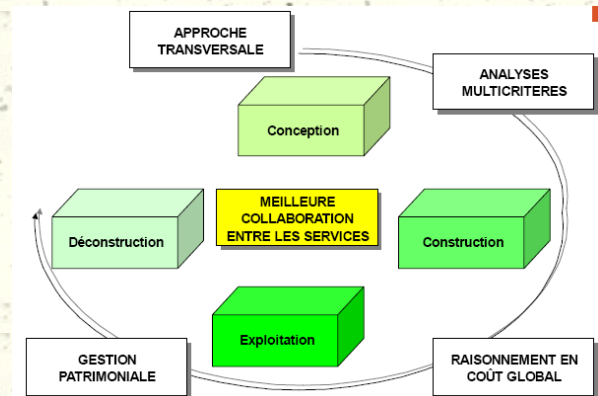 APPROCHE
TRANSVERSALE
ANALYSES
MULTICRITERES
Conception
Déconstruction
MEILLEURE
COLLABORATION
ENTRE LES SERVICES
Construction
Exploitation
GESTION
PATRIMONIALE
RAISONNEMENT EN
COÛT GLOBAL